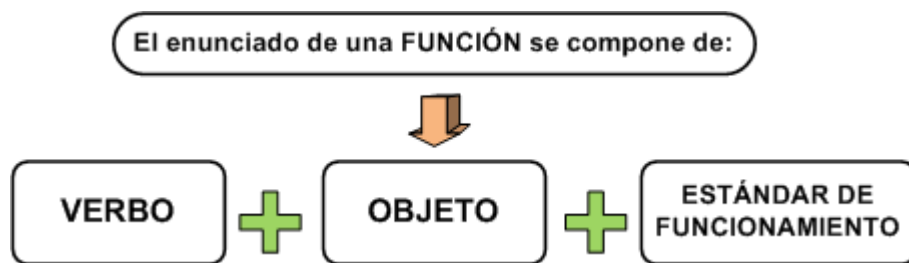 El enunciado de una FUNCIÓN se compone de:
VERBO
OBJETO
ESTÁNDAR DE
FUNCIONAMIENTO